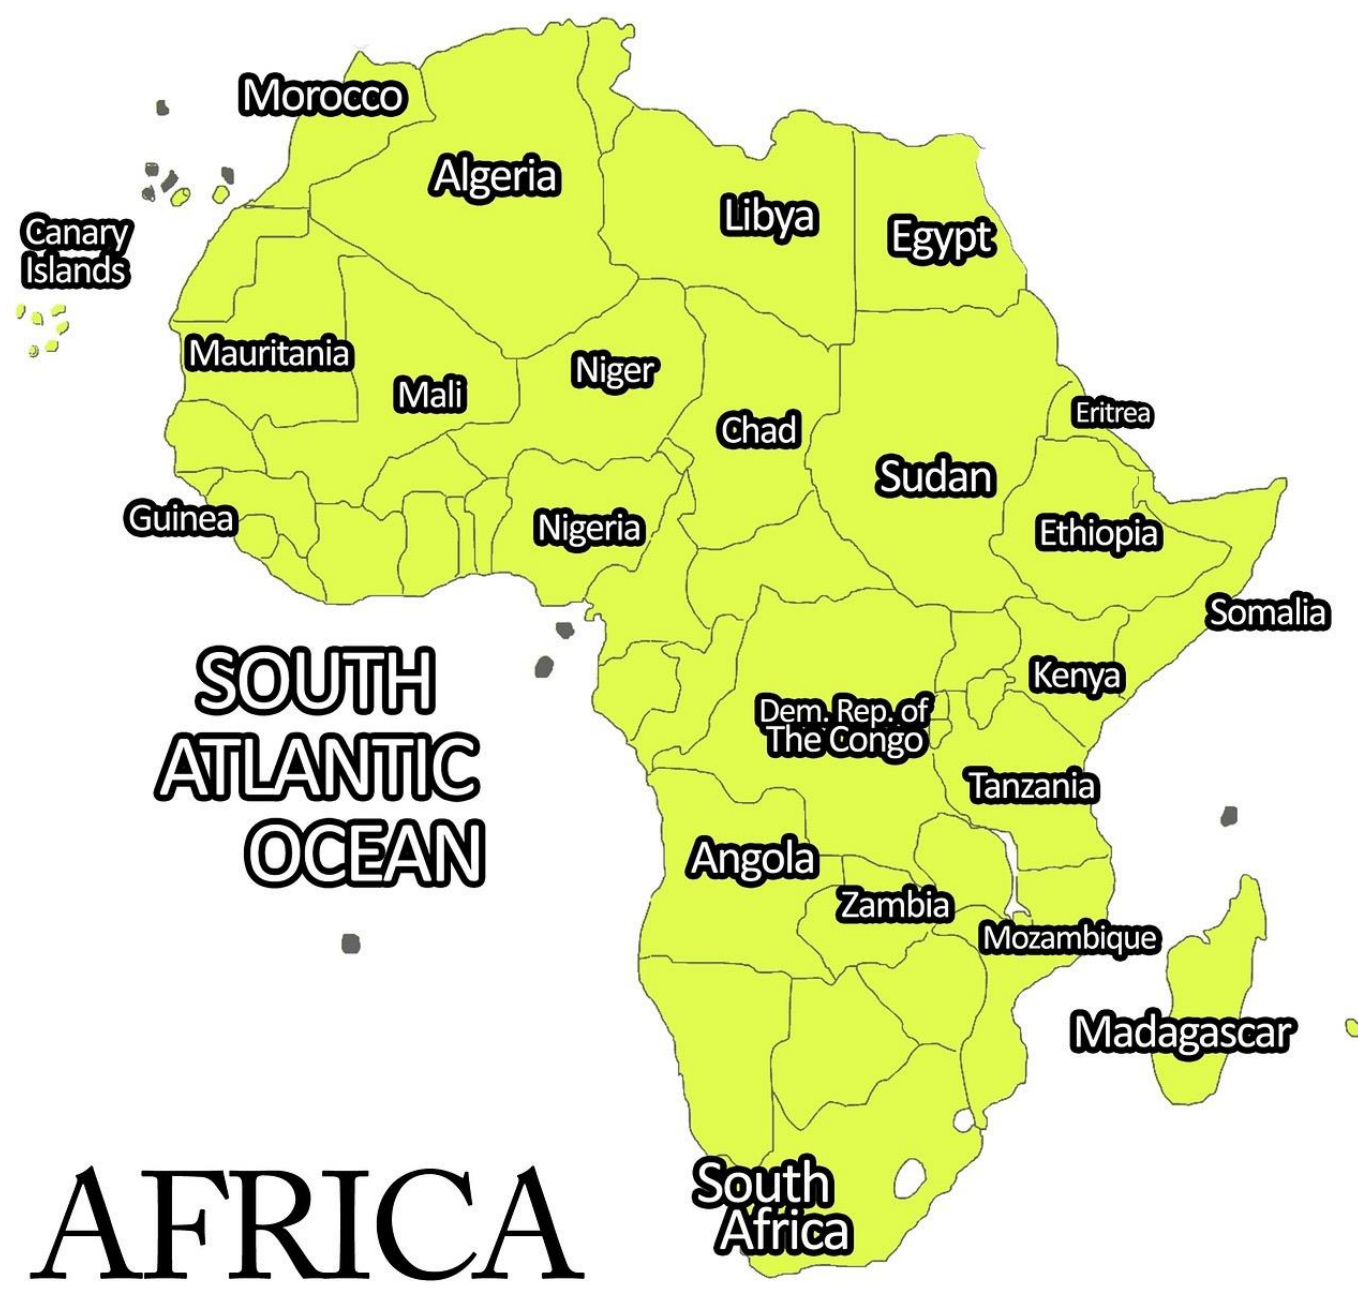 Morocco
Algeria
Libya
Egypt
Canary
Islands
Mauritania
Mali
Niger
Chad
Sudan
Eritrea
Guinea
Nigeria
Ethiopia
Somalia
SOUTH
ATLANTIC
OCEAN
Kenya
Dem. Rep. of
The Congo
Tanzania
Angola
Zambia
Mozambique
Madagascar
South
Africa
AFRICA